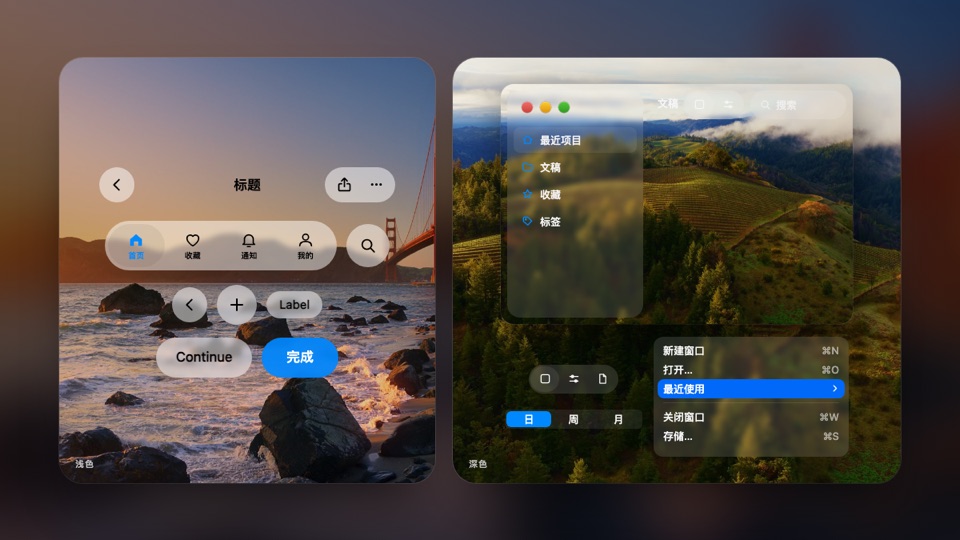 标题
首页
收藏
通知
我的
Label
Continue
完成
浅色
文稿
搜索
最近项目
文稿
收藏
标签
新建窗口 ⌘N
打开... ⌘O
最近使用
关闭窗口 ⌘W
存储... ⌘S
日
周
月
深色